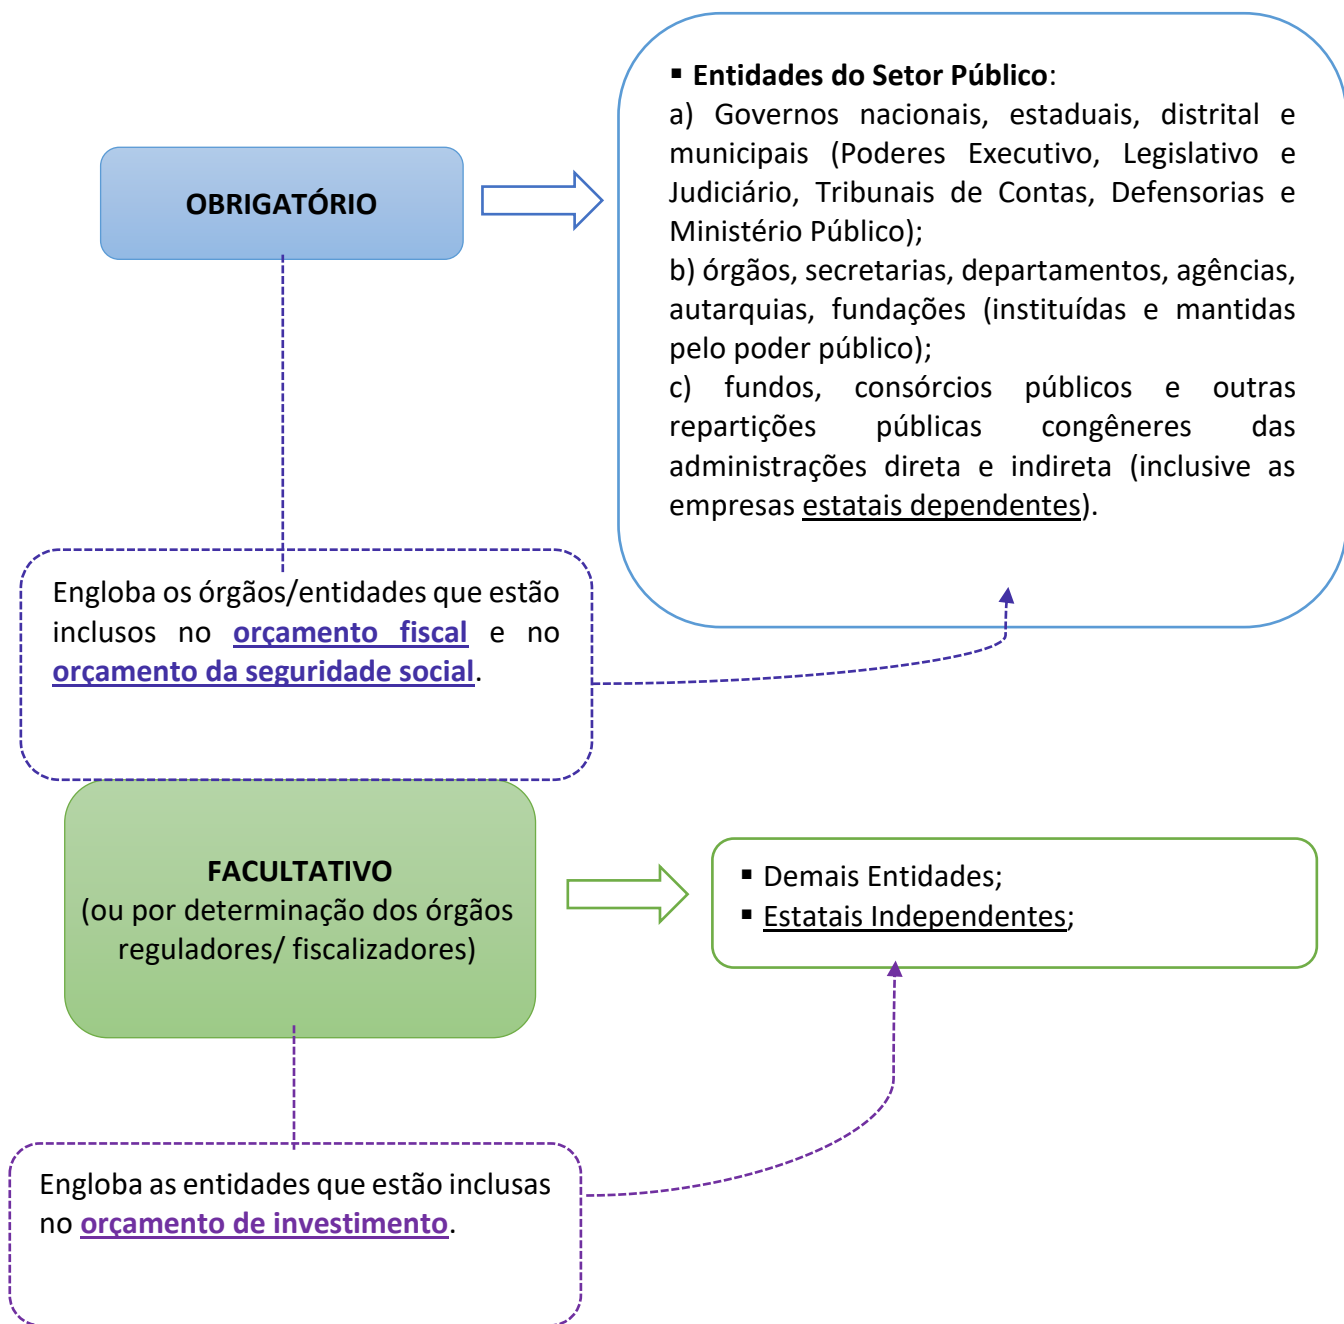 OBRIGATÓRIO
▪ Entidades do Setor Público:
a) Governos nacionais, estaduais, distrital e
municipais (Poderes Executivo, Legislativo e
Judiciário, Tribunais de Contas, Defensorias e
Ministério Público);
b) órgãos, secretarias, departamentos, agências,
autarquias, fundações (instituídas e mantidas
pelo poder público);
c) fundos, consórcios públicos e outras
repartições públicas congêneres das
administrações direta e indireta (inclusive as
empresas estatais dependentes).
Engloba os órgãos/entidades que estão
inclusos no orçamento fiscal e no
orçamento da seguridade social.
FACULTATIVO
(ou por determinação dos órgãos
reguladores/ fiscalizadores)
▪ Demais Entidades;
▪ Estatais Independentes;
Engloba as entidades que estão inclusas
no orçamento de investimento.